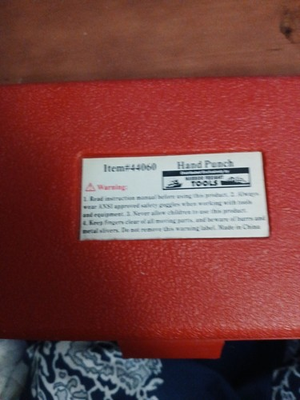 Item#44060 Hand Punch
HARBOR FREIGHT
TOOLS
Warning:
1. Read instruction manual before using this product. 2. Always
wear ANSI approved safety goggles when working with tools
and equipment. 3. Never allow children to use this product.
4. Keep fingers clear of all moving parts, and beware of burrs and
metal slivers. Do not remove this warning label. Made in China